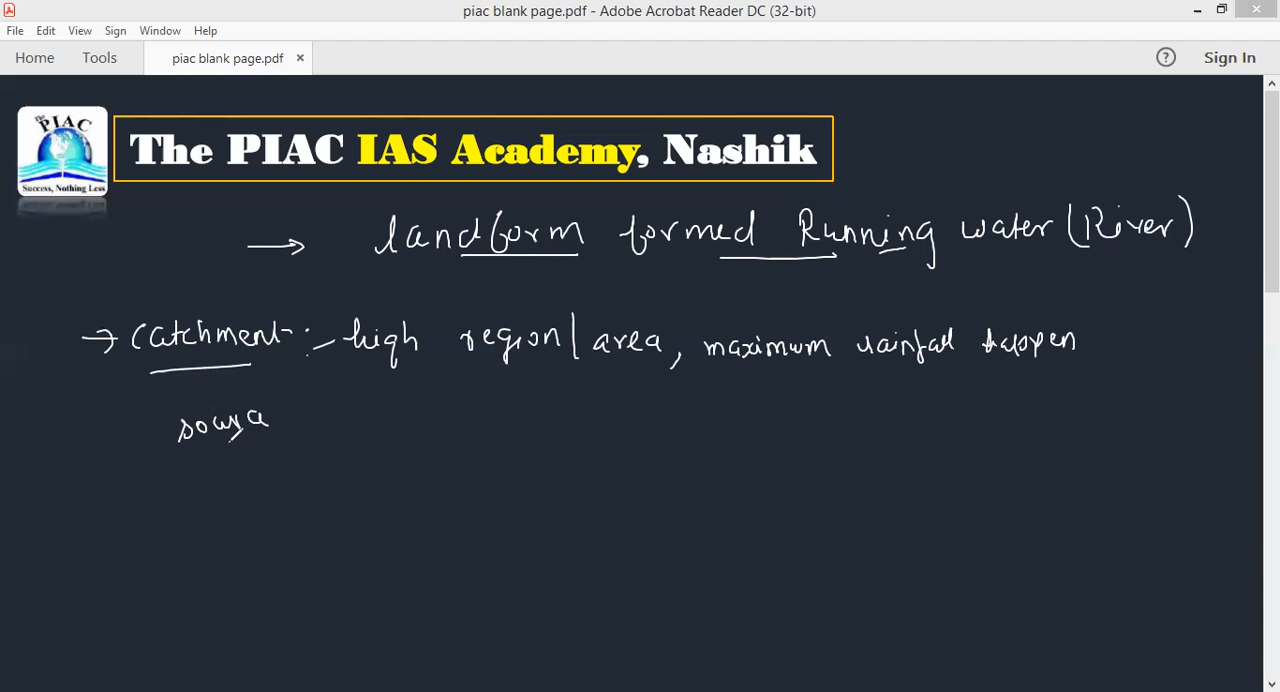 piac blank page.pdf - Adobe Acrobat Reader DC (32-bit)
File Edit View Sign Window Help
Home Tools piac blank page.pdf × ? Sign In
The PIAC
Success, Nothing Less
The PIAC IAS Academy, Nashik
→ landform formed Running water (River)
→ Catchment :- high region | area, maximum rainfall happen